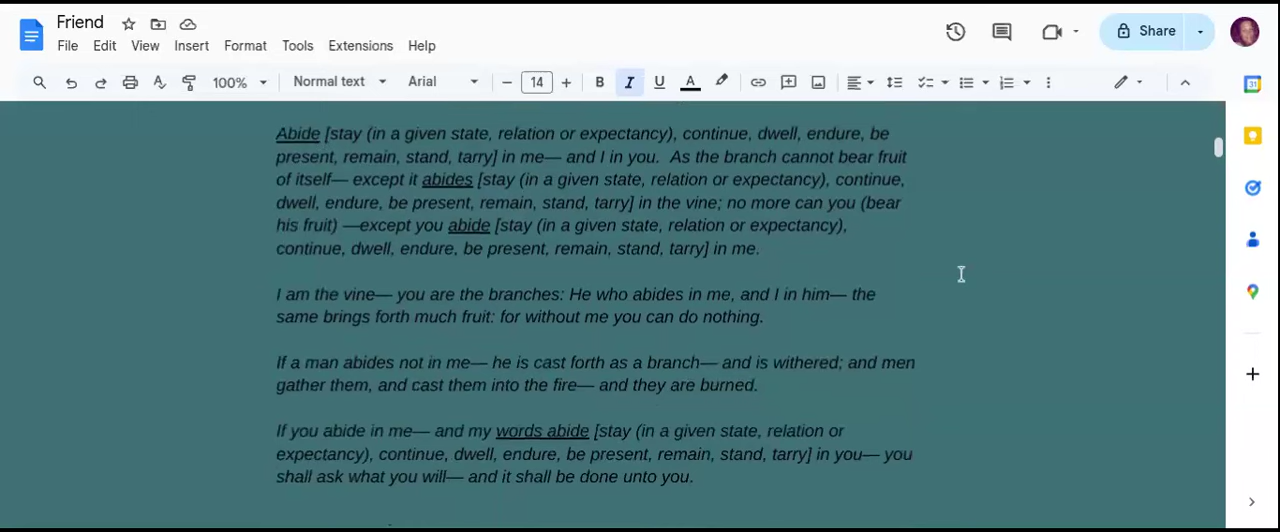 Friend
File Edit View Insert Format Tools Extensions Help
Share
100% Normal text Arial 14 B I U A
31
Abide [stay (in a given state, relation or expectancy), continue, dwell, endure, be
present, remain, stand, tarry] in me— and I in you.  As the branch cannot bear fruit
of itself— except it abides [stay (in a given state, relation or expectancy), continue,
dwell, endure, be present, remain, stand, tarry] in the vine; no more can you (bear
his fruit) —except you abide [stay (in a given state, relation or expectancy),
continue, dwell, endure, be present, remain, stand, tarry] in me.
I am the vine— you are the branches: He who abides in me, and I in him— the
same brings forth much fruit: for without me you can do nothing.
If a man abides not in me— he is cast forth as a branch— and is withered; and men
gather them, and cast them into the fire— and they are burned.
If you abide in me— and my words abide [stay (in a given state, relation or
expectancy), continue, dwell, endure, be present, remain, stand, tarry] in you— you
shall ask what you will— and it shall be done unto you.